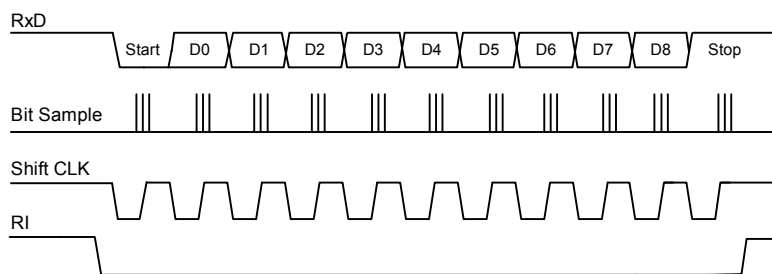 RxD
Start D0 D1 D2 D3 D4 D5 D6 D7 D8 Stop
Bit Sample
Shift CLK
RI